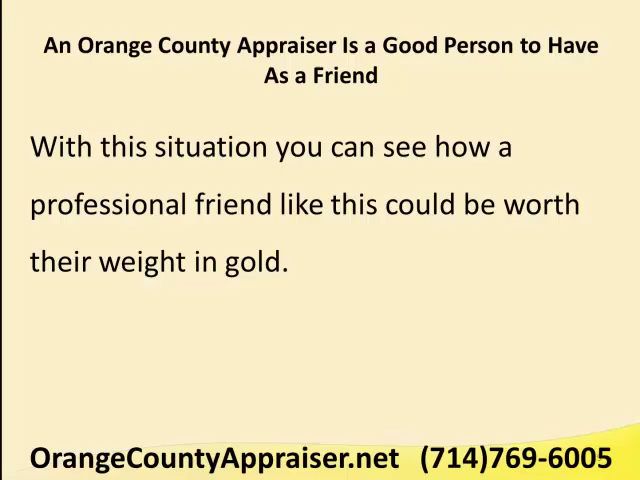 An Orange County Appraiser Is a Good Person to Have
As a Friend
With this situation you can see how a
professional friend like this could be worth
their weight in gold.
OrangeCountyAppraiser.net (714)769-6005